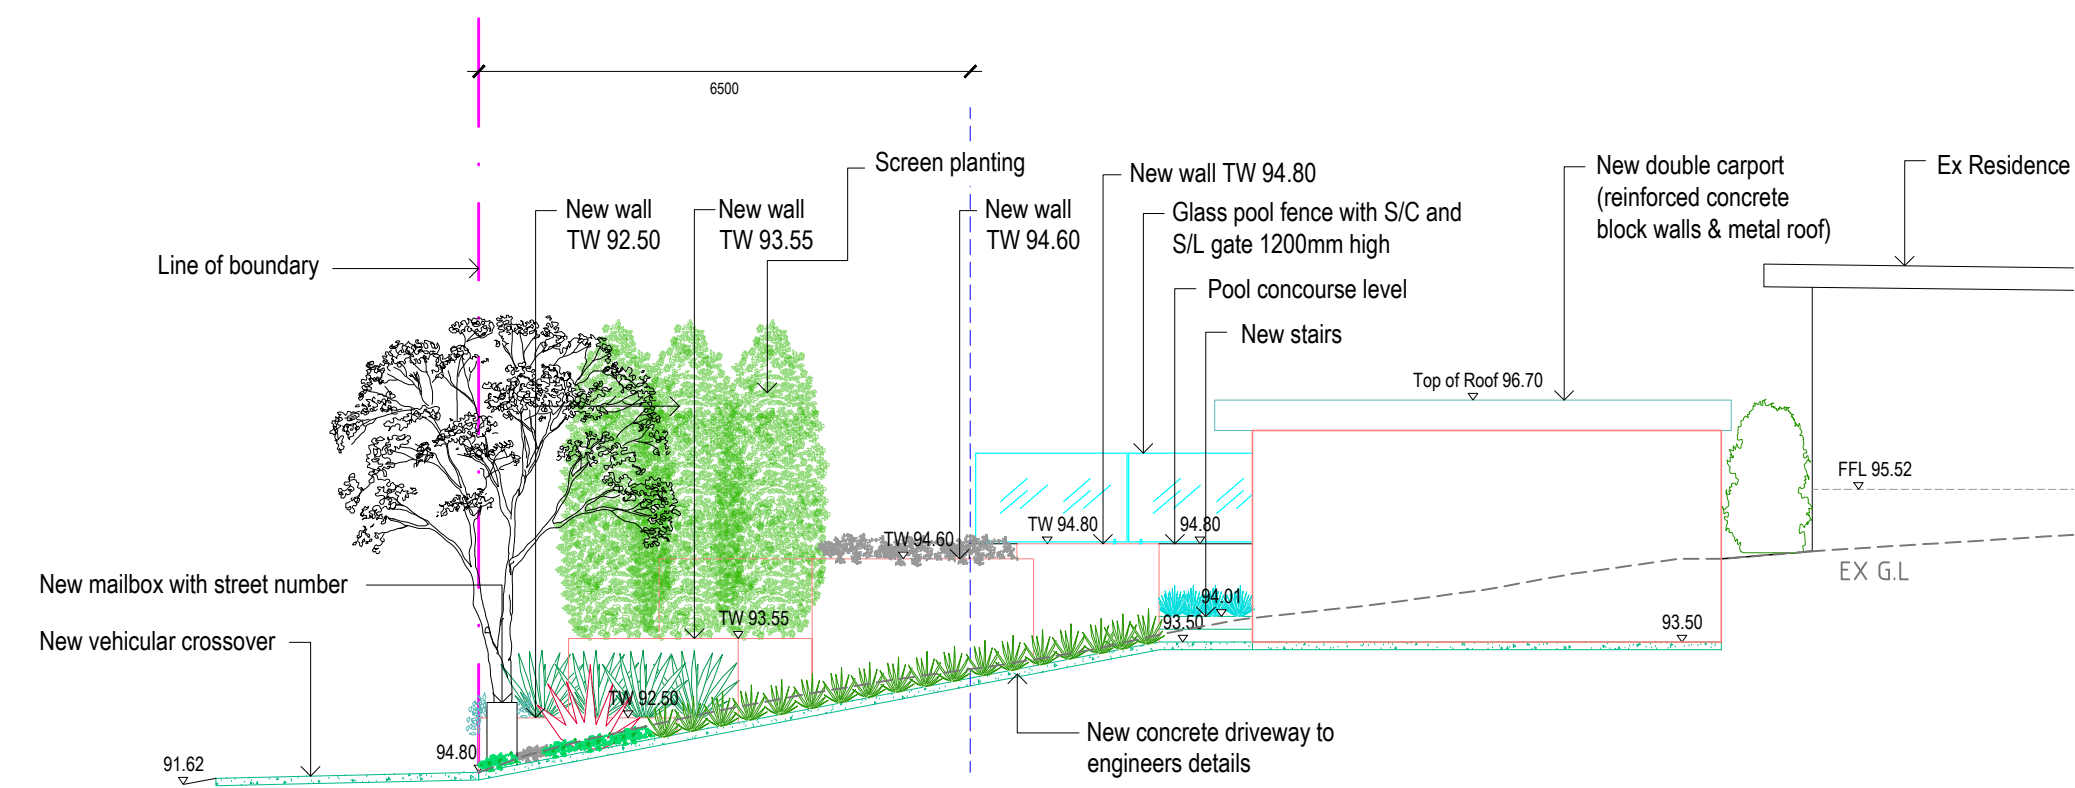 6500
Screen planting
New wall TW 94.80
New double carport
(reinforced concrete
block walls & metal roof)
Ex Residence
New wall
TW 92.50
New wall
TW 93.55
New wall
TW 94.60
Glass pool fence with S/C and
S/L gate 1200mm high
Line of boundary
Pool concourse level
New stairs
Top of Roof 96.70
FFL 95.52
TW 94.60
TW 94.80
94.80
EX G.L
New mailbox with street number
94.01
TW 93.55
93.50
93.50
New vehicular crossover
TW 92.50
New concrete driveway to
engineers details
94.80
91.62